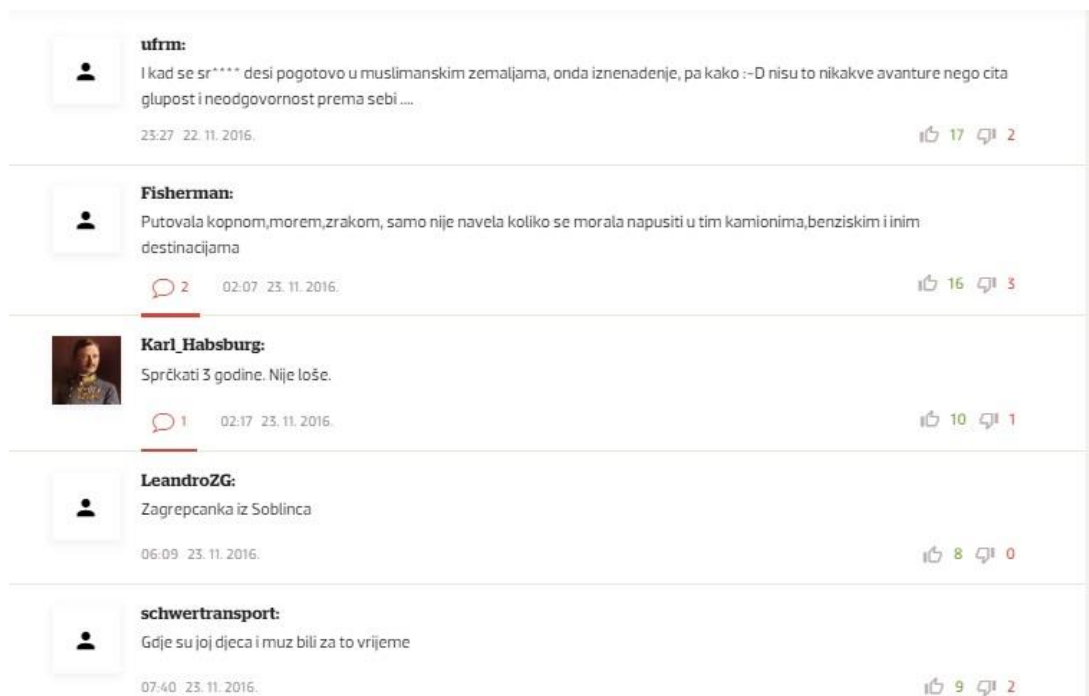 ufrm:
I kad se sr**** desi pogotovo u muslimanskim zemaljama, onda iznenađenje, pa kako :-D nisu to nikakve avanture nego cita
glupost i neodgovornost prema sebi ....
23:27 22. 11. 2016.
17 2
Fisherman:
Putovala kopnom,morem,zrakom, samo nije navela koliko se morala napusiti u tim kamionima,benziskim i inim
destinacijama
2 02:07 23. 11. 2016.
16 3
Karl_Habsburg:
Sprčkati 3 godine. Nije loše.
1 02:17 23. 11. 2016.
10 1
LeandroZG:
Zagrepcanka iz Soblinca
06:09 23. 11. 2016.
8 0
schwertransport:
Gdje su joj djeca i muz bili za to vrijeme
07:40 23. 11. 2016.
9 2